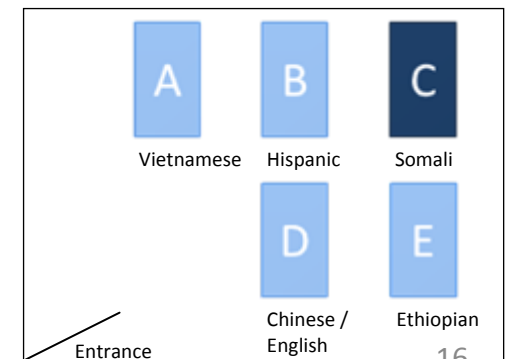 A B C
Vietnamese Hispanic Somali
D E
Chinese / Ethiopian
English
Entrance
16